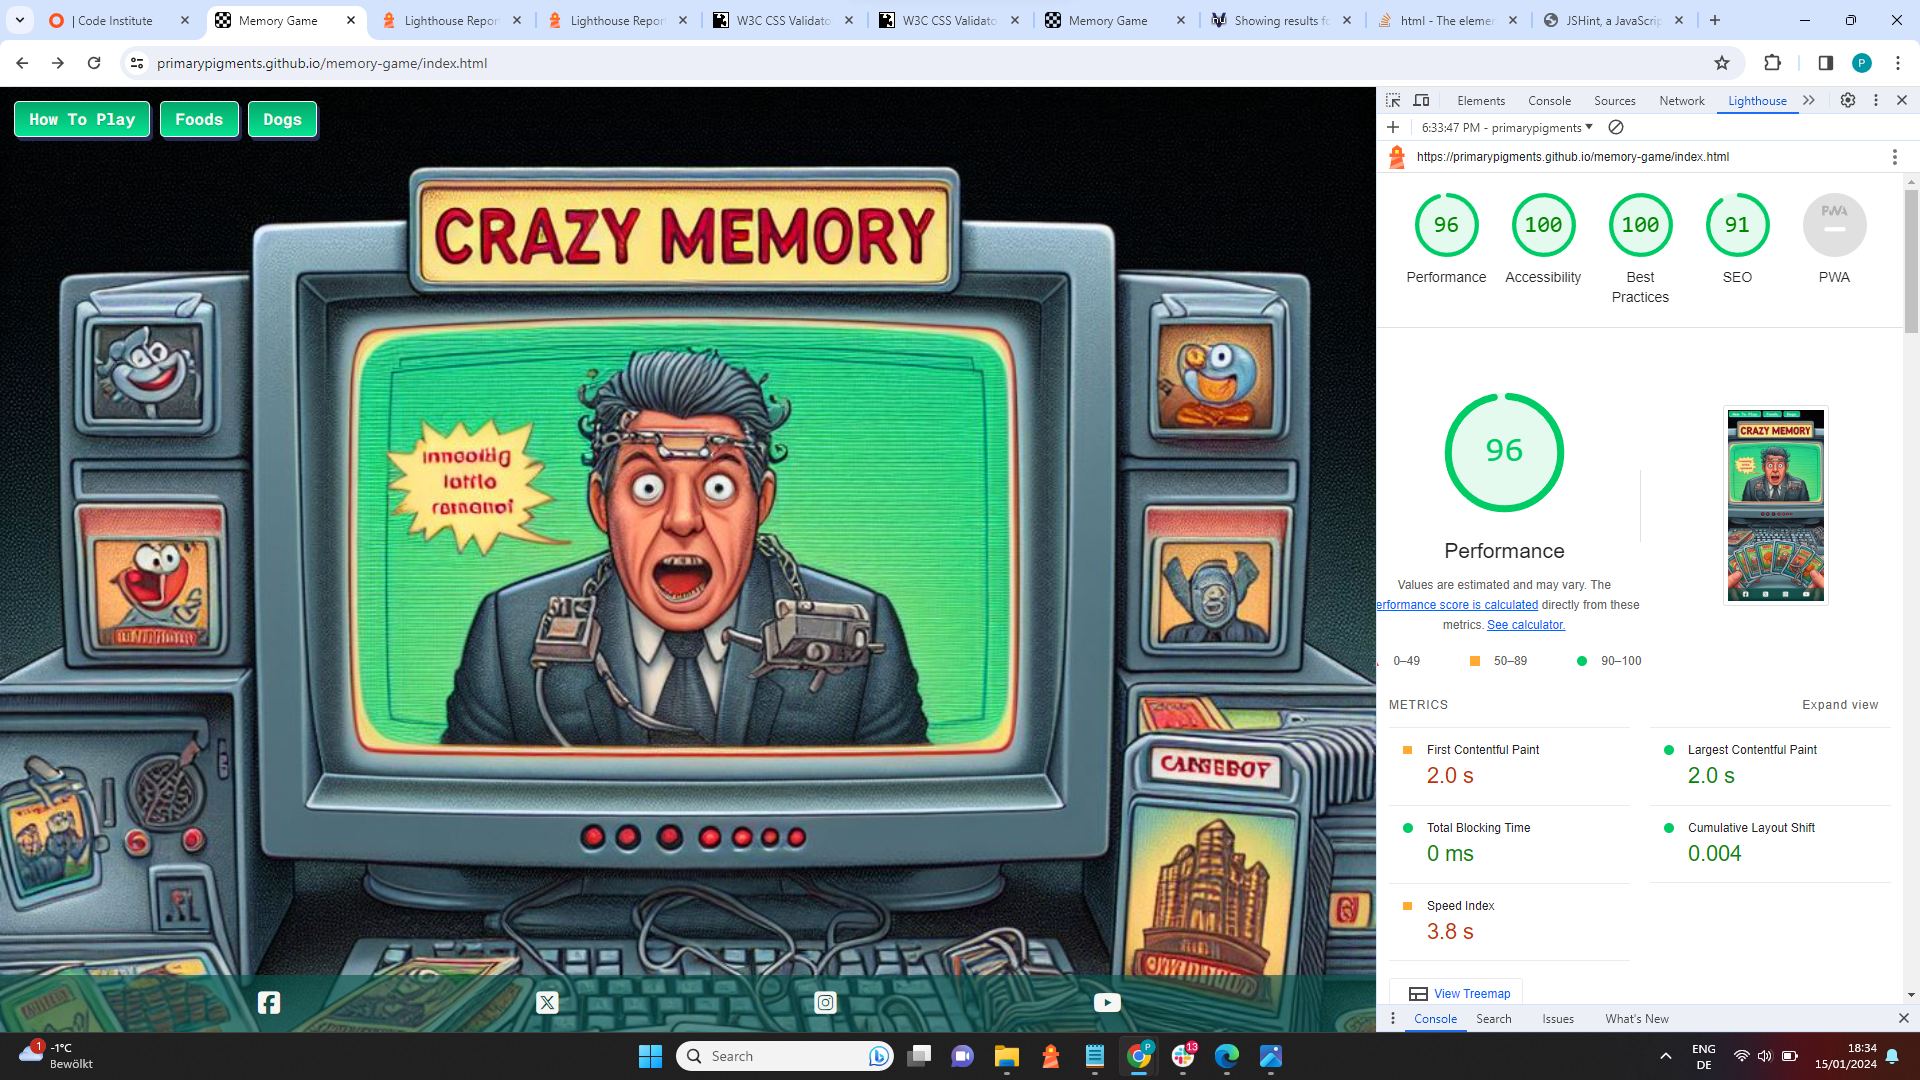 | Code Institute
Memory Game
Lighthouse Repor
Lighthouse Repor
W3C CSS Validato
W3C CSS Validato
Memory Game
Showing results fo
html - The elemen
JSHint, a JavaScrip
primarypigments.github.io/memory-game/index.html
How To Play
Foods
Dogs
CRAZY MEMORY
CANGEBOY
Elements
Console
Sources
Network
Lighthouse
6:33:47 PM - primarypigments
https://primarypigments.github.io/memory-game/index.html
96
100
100
91
PWA
Performance
Accessibility
Best
Practices
SEO
PWA
96
Performance
Values are estimated and may vary. The
erformance score is calculated directly from these
metrics. See calculator.
0–49
50–89
90–100
CRAZY MEMORY
METRICS
Expand view
First Contentful Paint
2.0 s
Largest Contentful Paint
2.0 s
Total Blocking Time
0 ms
Cumulative Layout Shift
0.004
Speed Index
3.8 s
View Treemap
Console
Search
Issues
What's New
1
-1°C
Bewölkt
Search
P
13
ENG
DE
18:34
15/01/2024